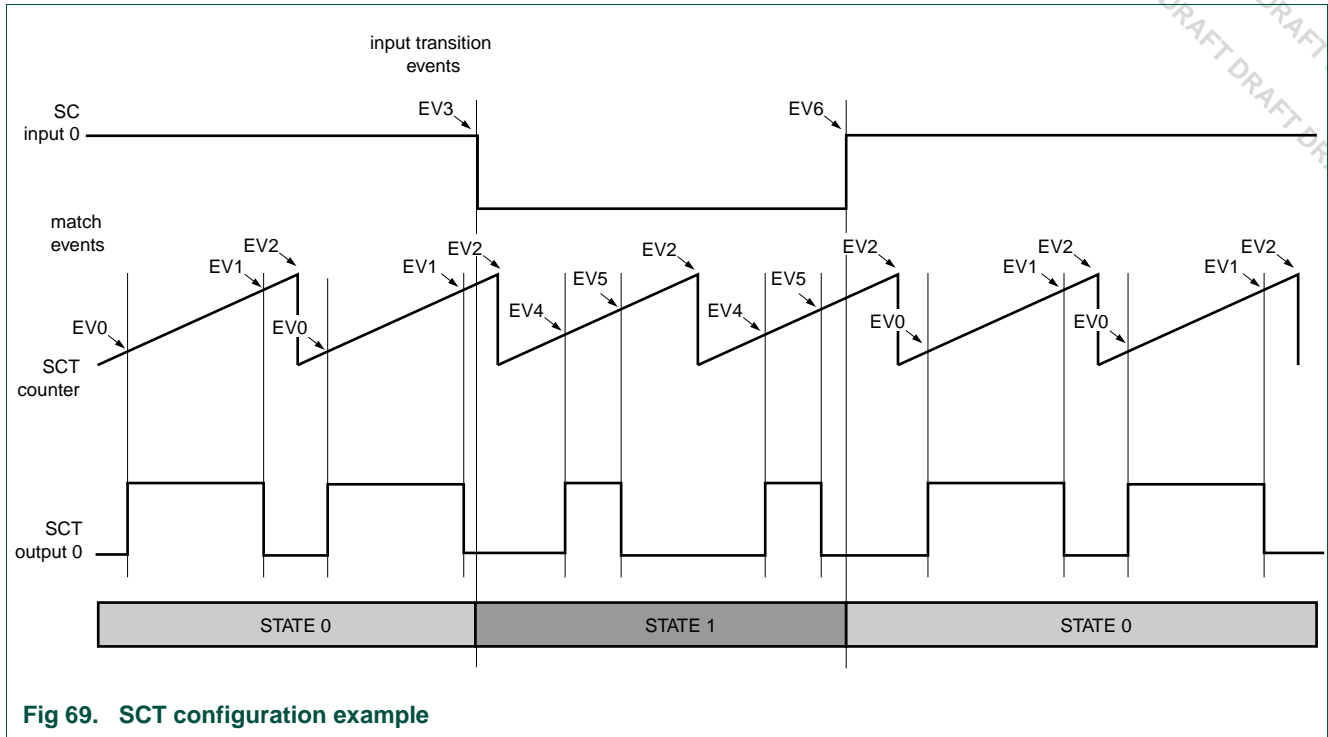 DRAFT DRAFT
DRAFT DRAFT DRA
input transition
events
SC
input 0
EV3
EV6
match
events
EV0
EV1
EV2
EV0
EV1
EV2
EV4
EV5
EV2
EV4
EV5
EV2
EV0
EV1
EV2
EV0
EV1
EV2
SCT
counter
SCT
output 0
STATE 0
STATE 1
STATE 0
Fig 69. SCT configuration example